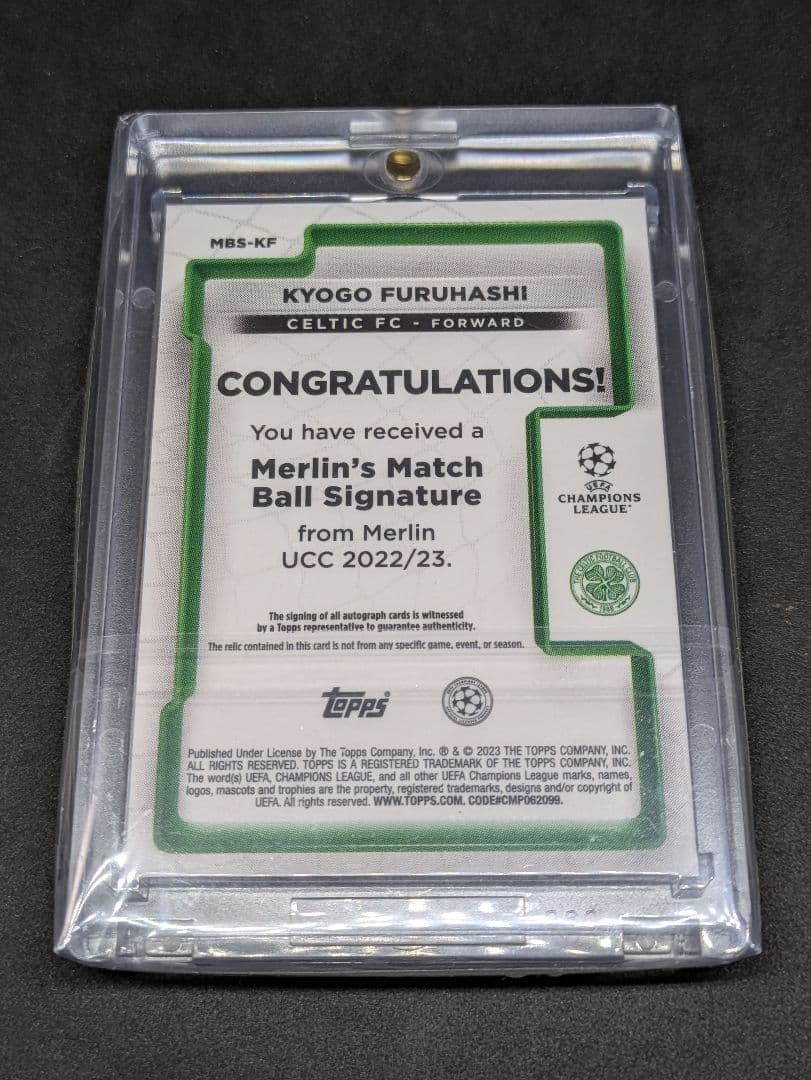 MBS-KF
KYOGO FURUHASHI
CELTIC FC - FORWARD
CONGRATULATIONS!
You have received a
Merlin's Match
Ball Signature
from Merlin
UCC 2022/23.
UEFA
CHAMPIONS
LEAGUE
THE CELTIC FOOTBALL CLUB
1888
The signing of all autograph cards is witnessed
by a Topps representative to guarantee authenticity.
The relic contained in this card is not from any specific game, event, or season.
topps®
Published Under License by The Topps Company, Inc. ® & © 2023 THE TOPPS COMPANY, INC.
ALL RIGHTS RESERVED. TOPPS IS A REGISTERED TRADEMARK OF THE TOPPS COMPANY, INC.
The word(s) UEFA, CHAMPIONS LEAGUE, and all other UEFA Champions League marks, names,
logos, mascots and trophies are the property, registered trademarks, designs and/or copyright of
UEFA. All rights reserved. WWW.TOPPS.COM. CODE#CMP062099.